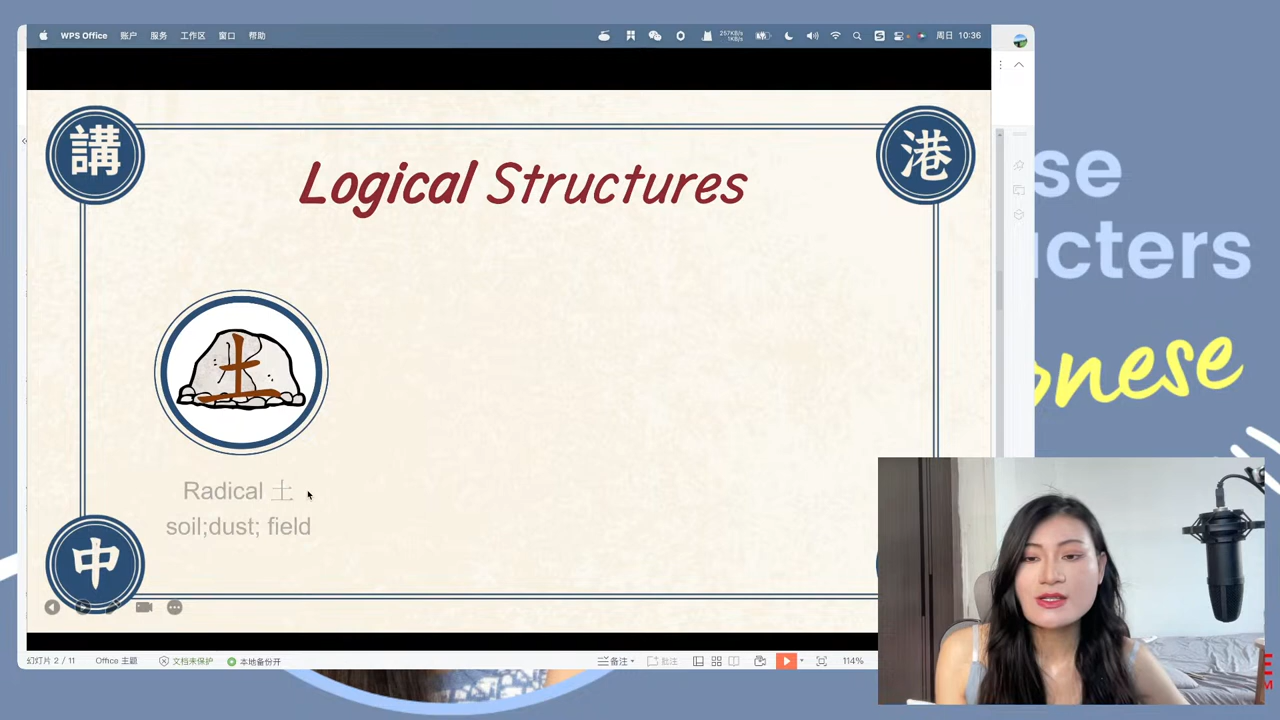 WPS Office 账户 服务 工作区 窗口 帮助 周日 10:36
講
港
Logical Structures
土
Radical 土
soil;dust; field
中
幻灯片 2 / 11 Office 主题 文档未保护 本地备份开 备注 批注 114%
se
cters
nese
E
M